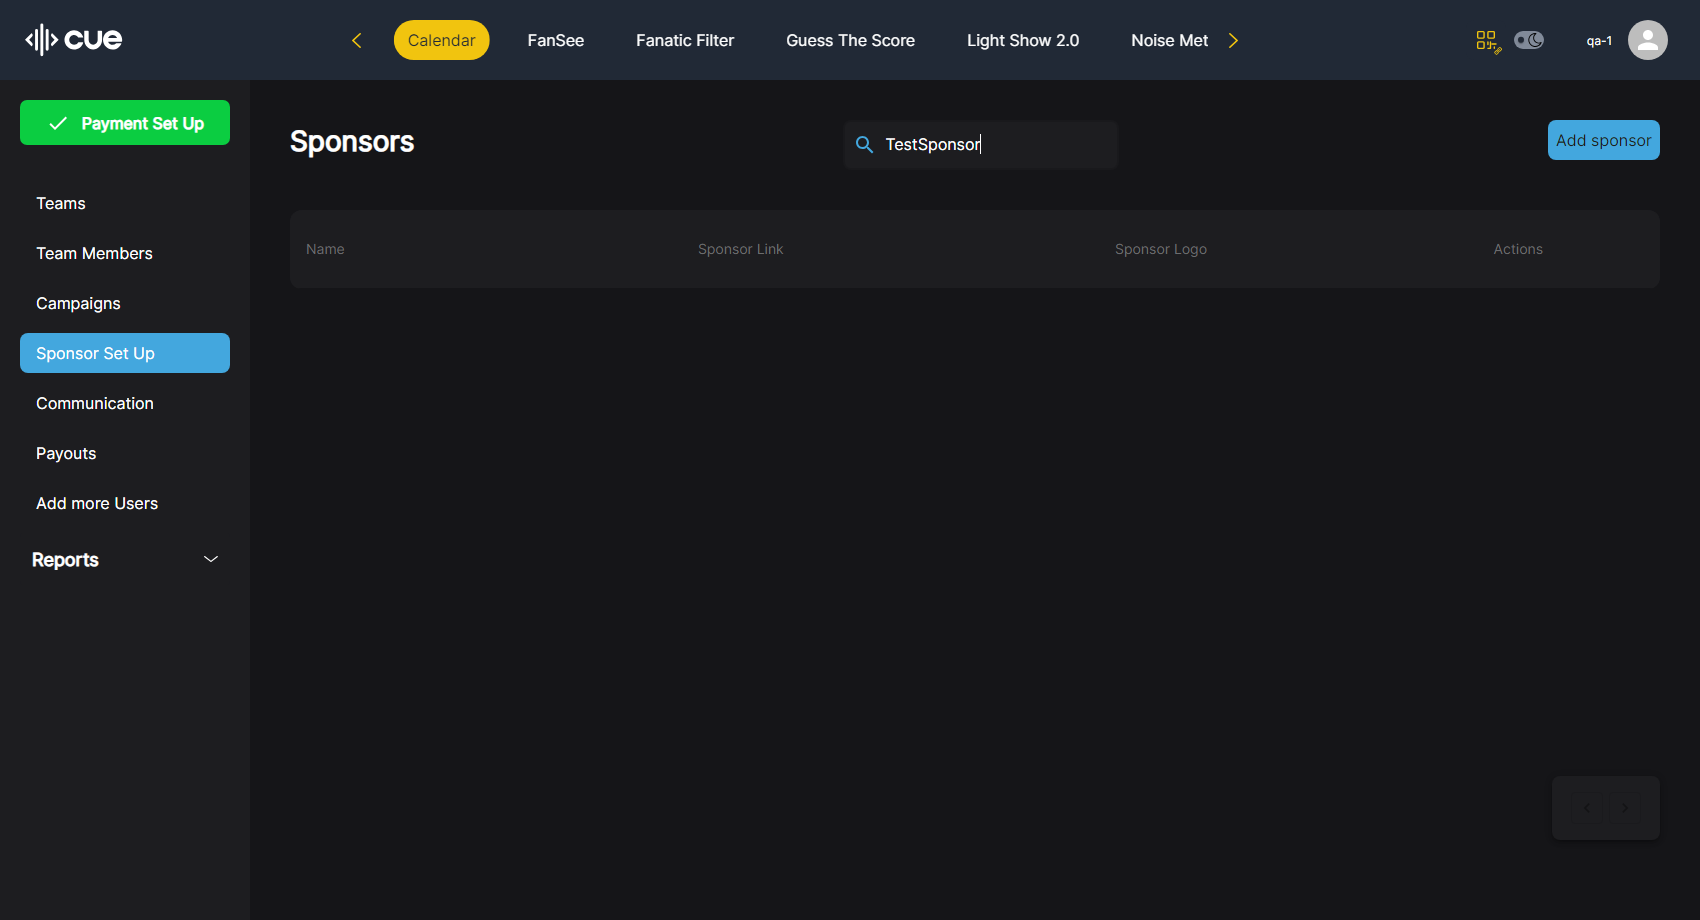 cue
Calendar
FanSee
Fanatic Filter
Guess The Score
Light Show 2.0
Noise Met
qa-1
Payment Set Up
Teams
Team Members
Campaigns
Sponsor Set Up
Communication
Payouts
Add more Users
Reports
Sponsors
TestSponsor
Add sponsor
Name
Sponsor Link
Sponsor Logo
Actions